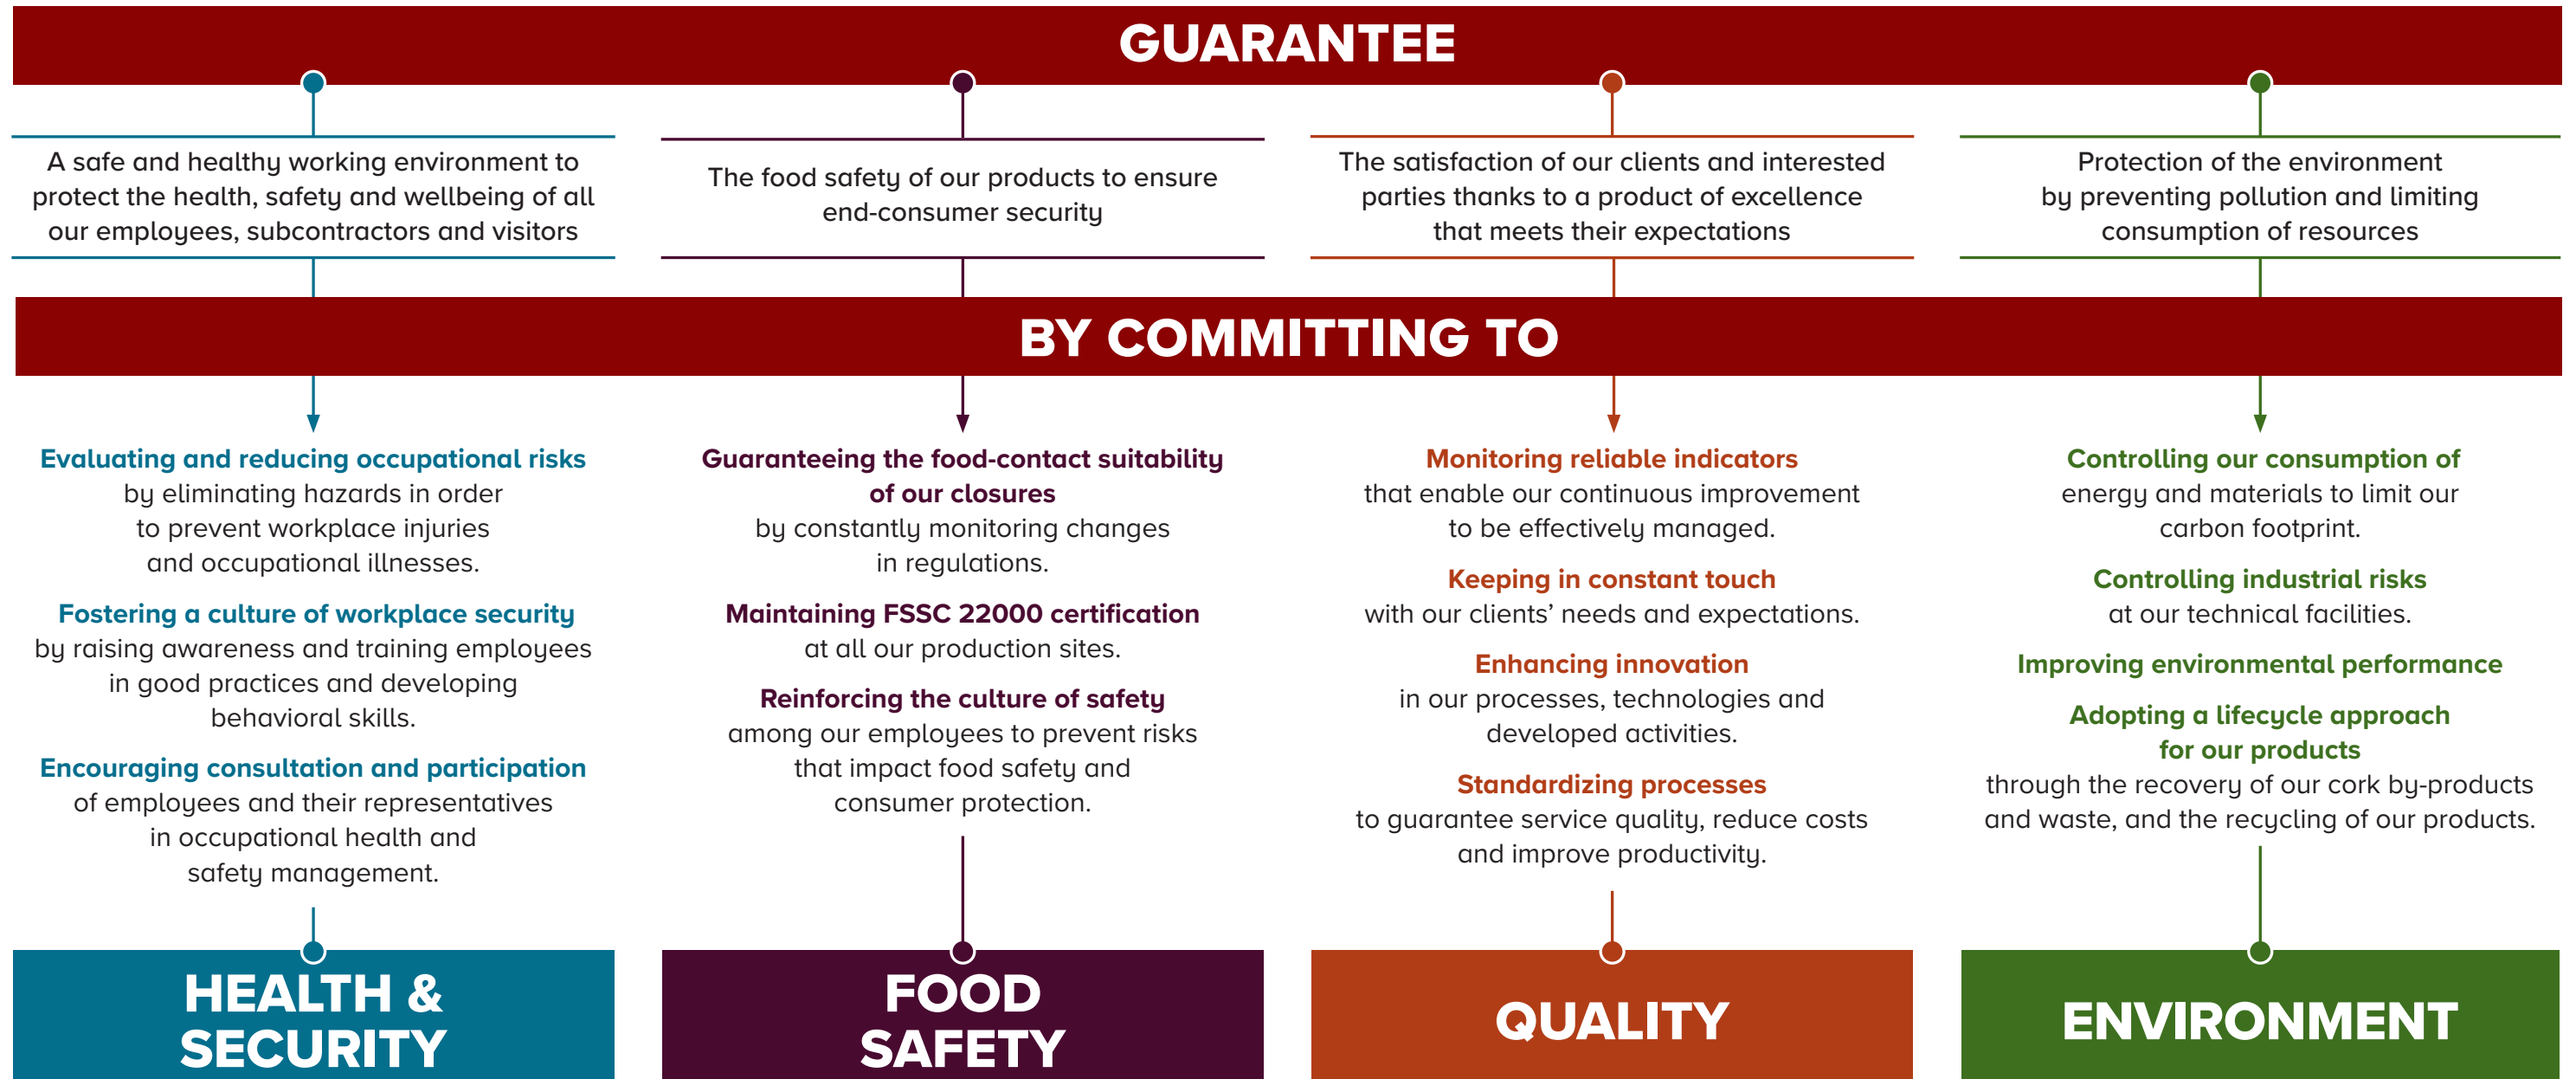 GUARANTEE
A safe and healthy working environment to
protect the health, safety and wellbeing of all
our employees, subcontractors and visitors
The food safety of our products to ensure
end-consumer security
The satisfaction of our clients and interested
parties thanks to a product of excellence
that meets their expectations
Protection of the environment
by preventing pollution and limiting
consumption of resources
BY COMMITTING TO
Evaluating and reducing occupational risks
by eliminating hazards in order
to prevent workplace injuries
and occupational illnesses.
Fostering a culture of workplace security
by raising awareness and training employees
in good practices and developing
behavioral skills.
Encouraging consultation and participation
of employees and their representatives
in occupational health and
safety management.
HEALTH &
SECURITY
Guaranteeing the food-contact suitability
of our closures
by constantly monitoring changes
in regulations.
Maintaining FSSC 22000 certification
at all our production sites.
Reinforcing the culture of safety
among our employees to prevent risks
that impact food safety and
consumer protection.
FOOD
SAFETY
Monitoring reliable indicators
that enable our continuous improvement
to be effectively managed.
Keeping in constant touch
with our clients’ needs and expectations.
Enhancing innovation
in our processes, technologies and
developed activities.
Standardizing processes
to guarantee service quality, reduce costs
and improve productivity.
QUALITY
Controlling our consumption of
energy and materials to limit our
carbon footprint.
Controlling industrial risks
at our technical facilities.
Improving environmental performance
Adopting a lifecycle approach
for our products
through the recovery of our cork by-products
and waste, and the recycling of our products.
ENVIRONMENT